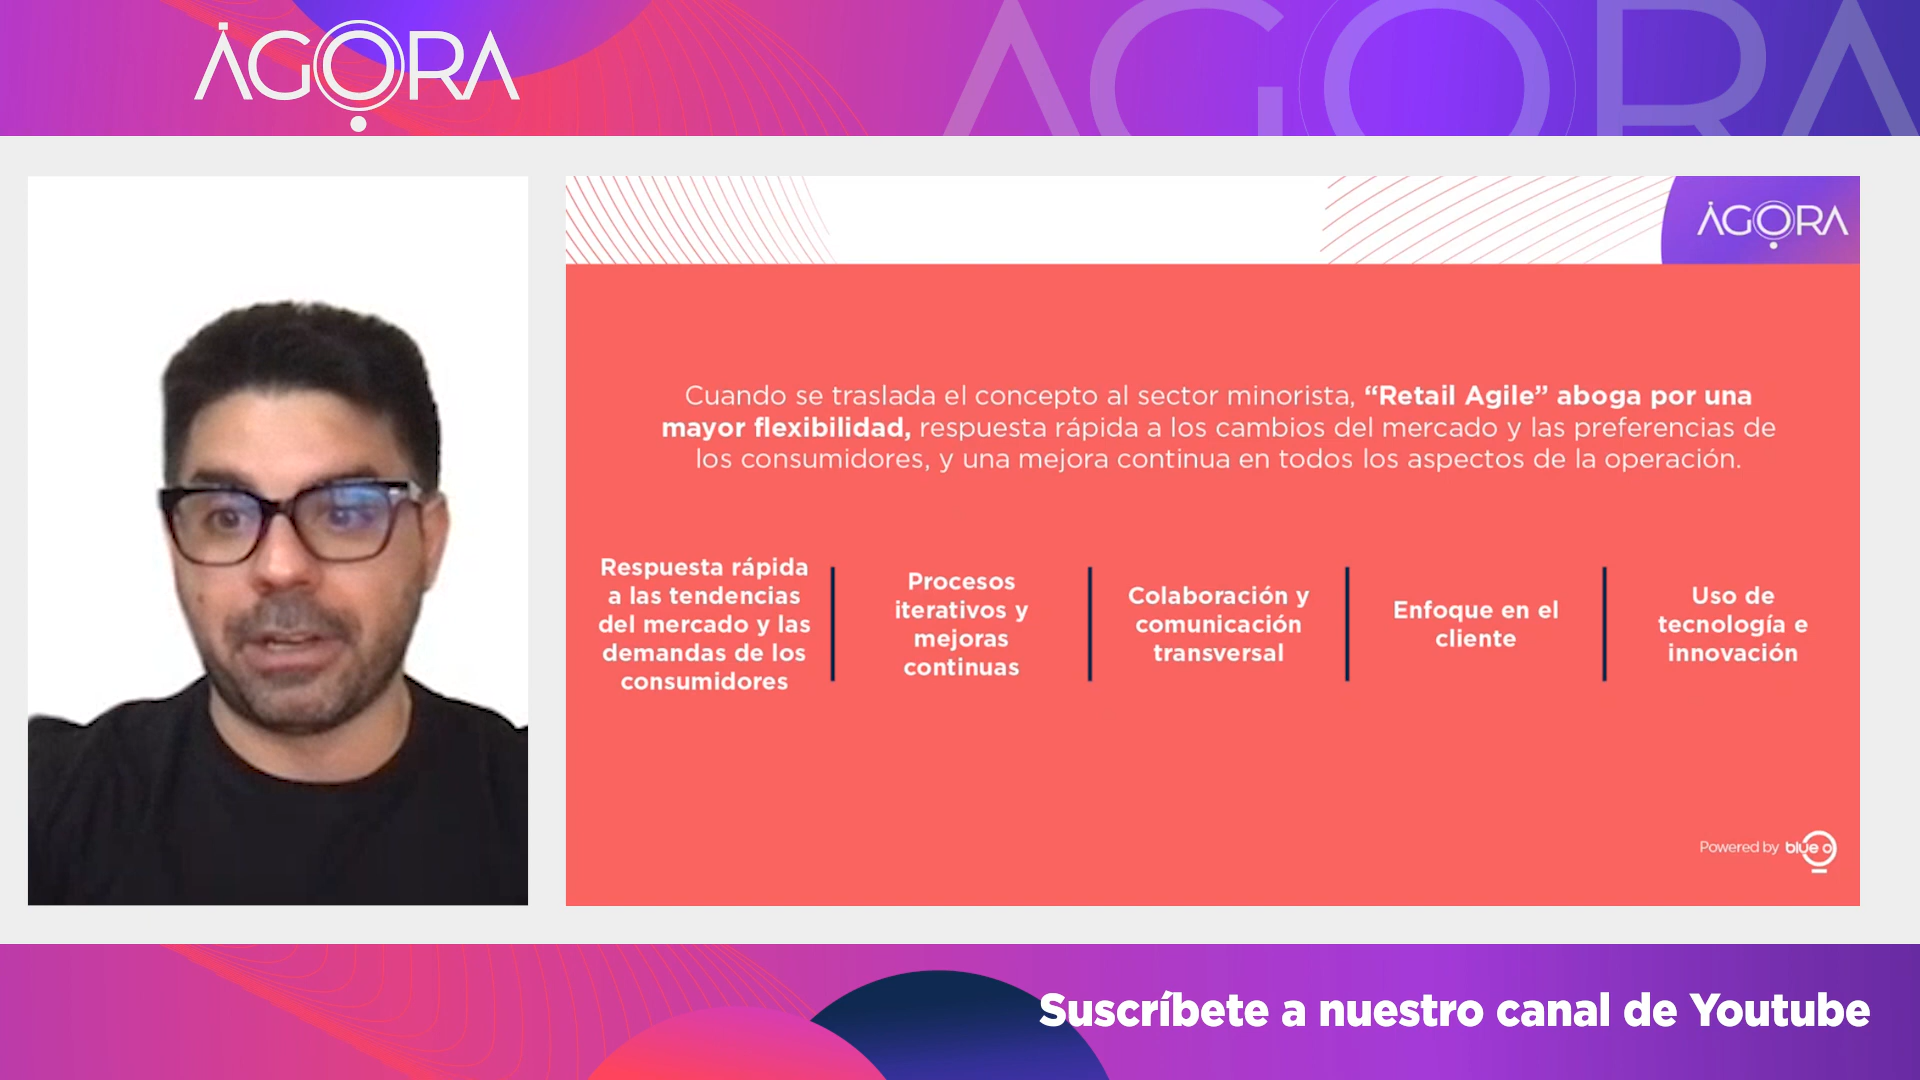 ÁGORA
AGORA
ÁGORA
Cuando se traslada el concepto al sector minorista, “Retail Agile” aboga por una
mayor flexibilidad, respuesta rápida a los cambios del mercado y las preferencias de
los consumidores, y una mejora continua en todos los aspectos de la operación.
Respuesta rápida
a las tendencias
del mercado y las
demandas de los
consumidores
Procesos
iterativos y
mejoras
continuas
Colaboración y
comunicación
transversal
Enfoque en el
cliente
Uso de
tecnología e
innovación
Powered by blue o
Suscríbete a nuestro canal de Youtube